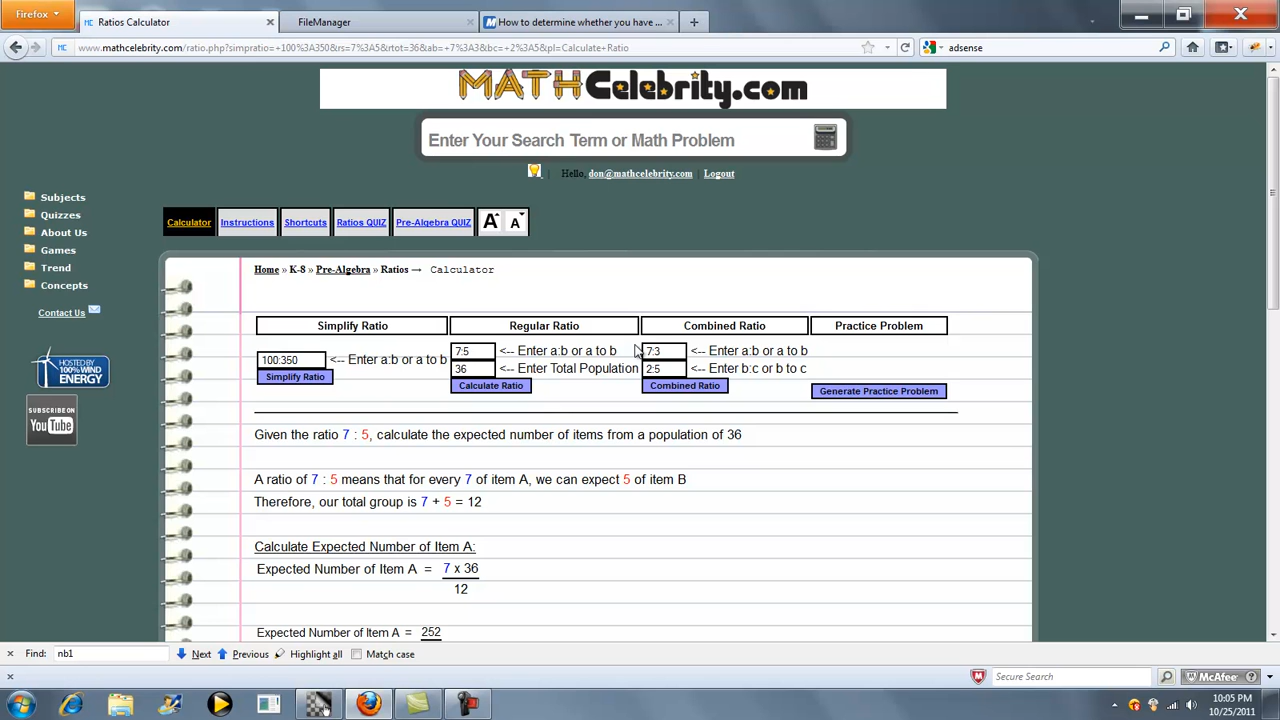 Firefox
Ratios Calculator
FileManager
How to determine whether you have ...
www.mathcelebrity.com/ratio.php?simpratio=+100%3A350&rs=7%3A5&rtot=36&ab=+7%3A3&bc=+2%3A5&pl=Calculate+Ratio
adsense
MATHCelebrity.com
Enter Your Search Term or Math Problem
Hello, don@mathcelebrity.com | Logout
Subjects
Quizzes
About Us
Games
Trend
Concepts
Contact Us
HOSTED BY
100% WIND
ENERGY
SUBSCRIBE ON
YouTube
Calculator
Instructions
Shortcuts
Ratios QUIZ
Pre-Algebra QUIZ
A
A
Home » K-8 » Pre-Algebra » Ratios → Calculator
Simplify Ratio
Regular Ratio
Combined Ratio
Practice Problem
100:350 <-- Enter a:b or a to b
Simplify Ratio
7:5 <-- Enter a:b or a to b
36 <-- Enter Total Population
Calculate Ratio
7:3 <-- Enter a:b or a to b
2:5 <-- Enter b:c or b to c
Combined Ratio
Generate Practice Problem
Given the ratio 7 : 5, calculate the expected number of items from a population of 36
A ratio of 7 : 5 means that for every 7 of item A, we can expect 5 of item B
Therefore, our total group is 7 + 5 = 12
Calculate Expected Number of Item A:
Expected Number of Item A = 7 x 36
12
Expected Number of Item A = 252
Find: nb1 Next Previous Highlight all Match case
Secure Search
McAfee
10:05 PM
10/25/2011